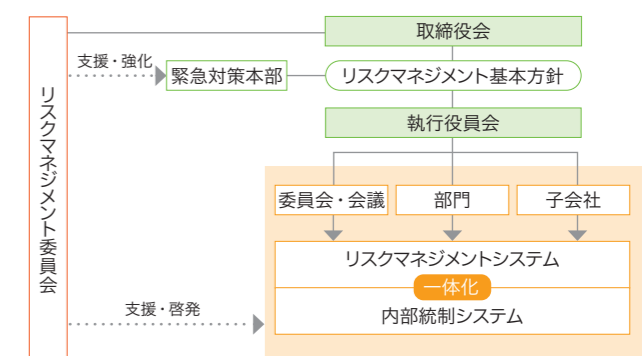 リスクマネジメント委員会
取締役会
支援・強化
緊急対策本部
リスクマネジメント基本方針
執行役員会
委員会・会議
部門
子会社
リスクマネジメントシステム
一体化
支援・啓発
内部統制システム